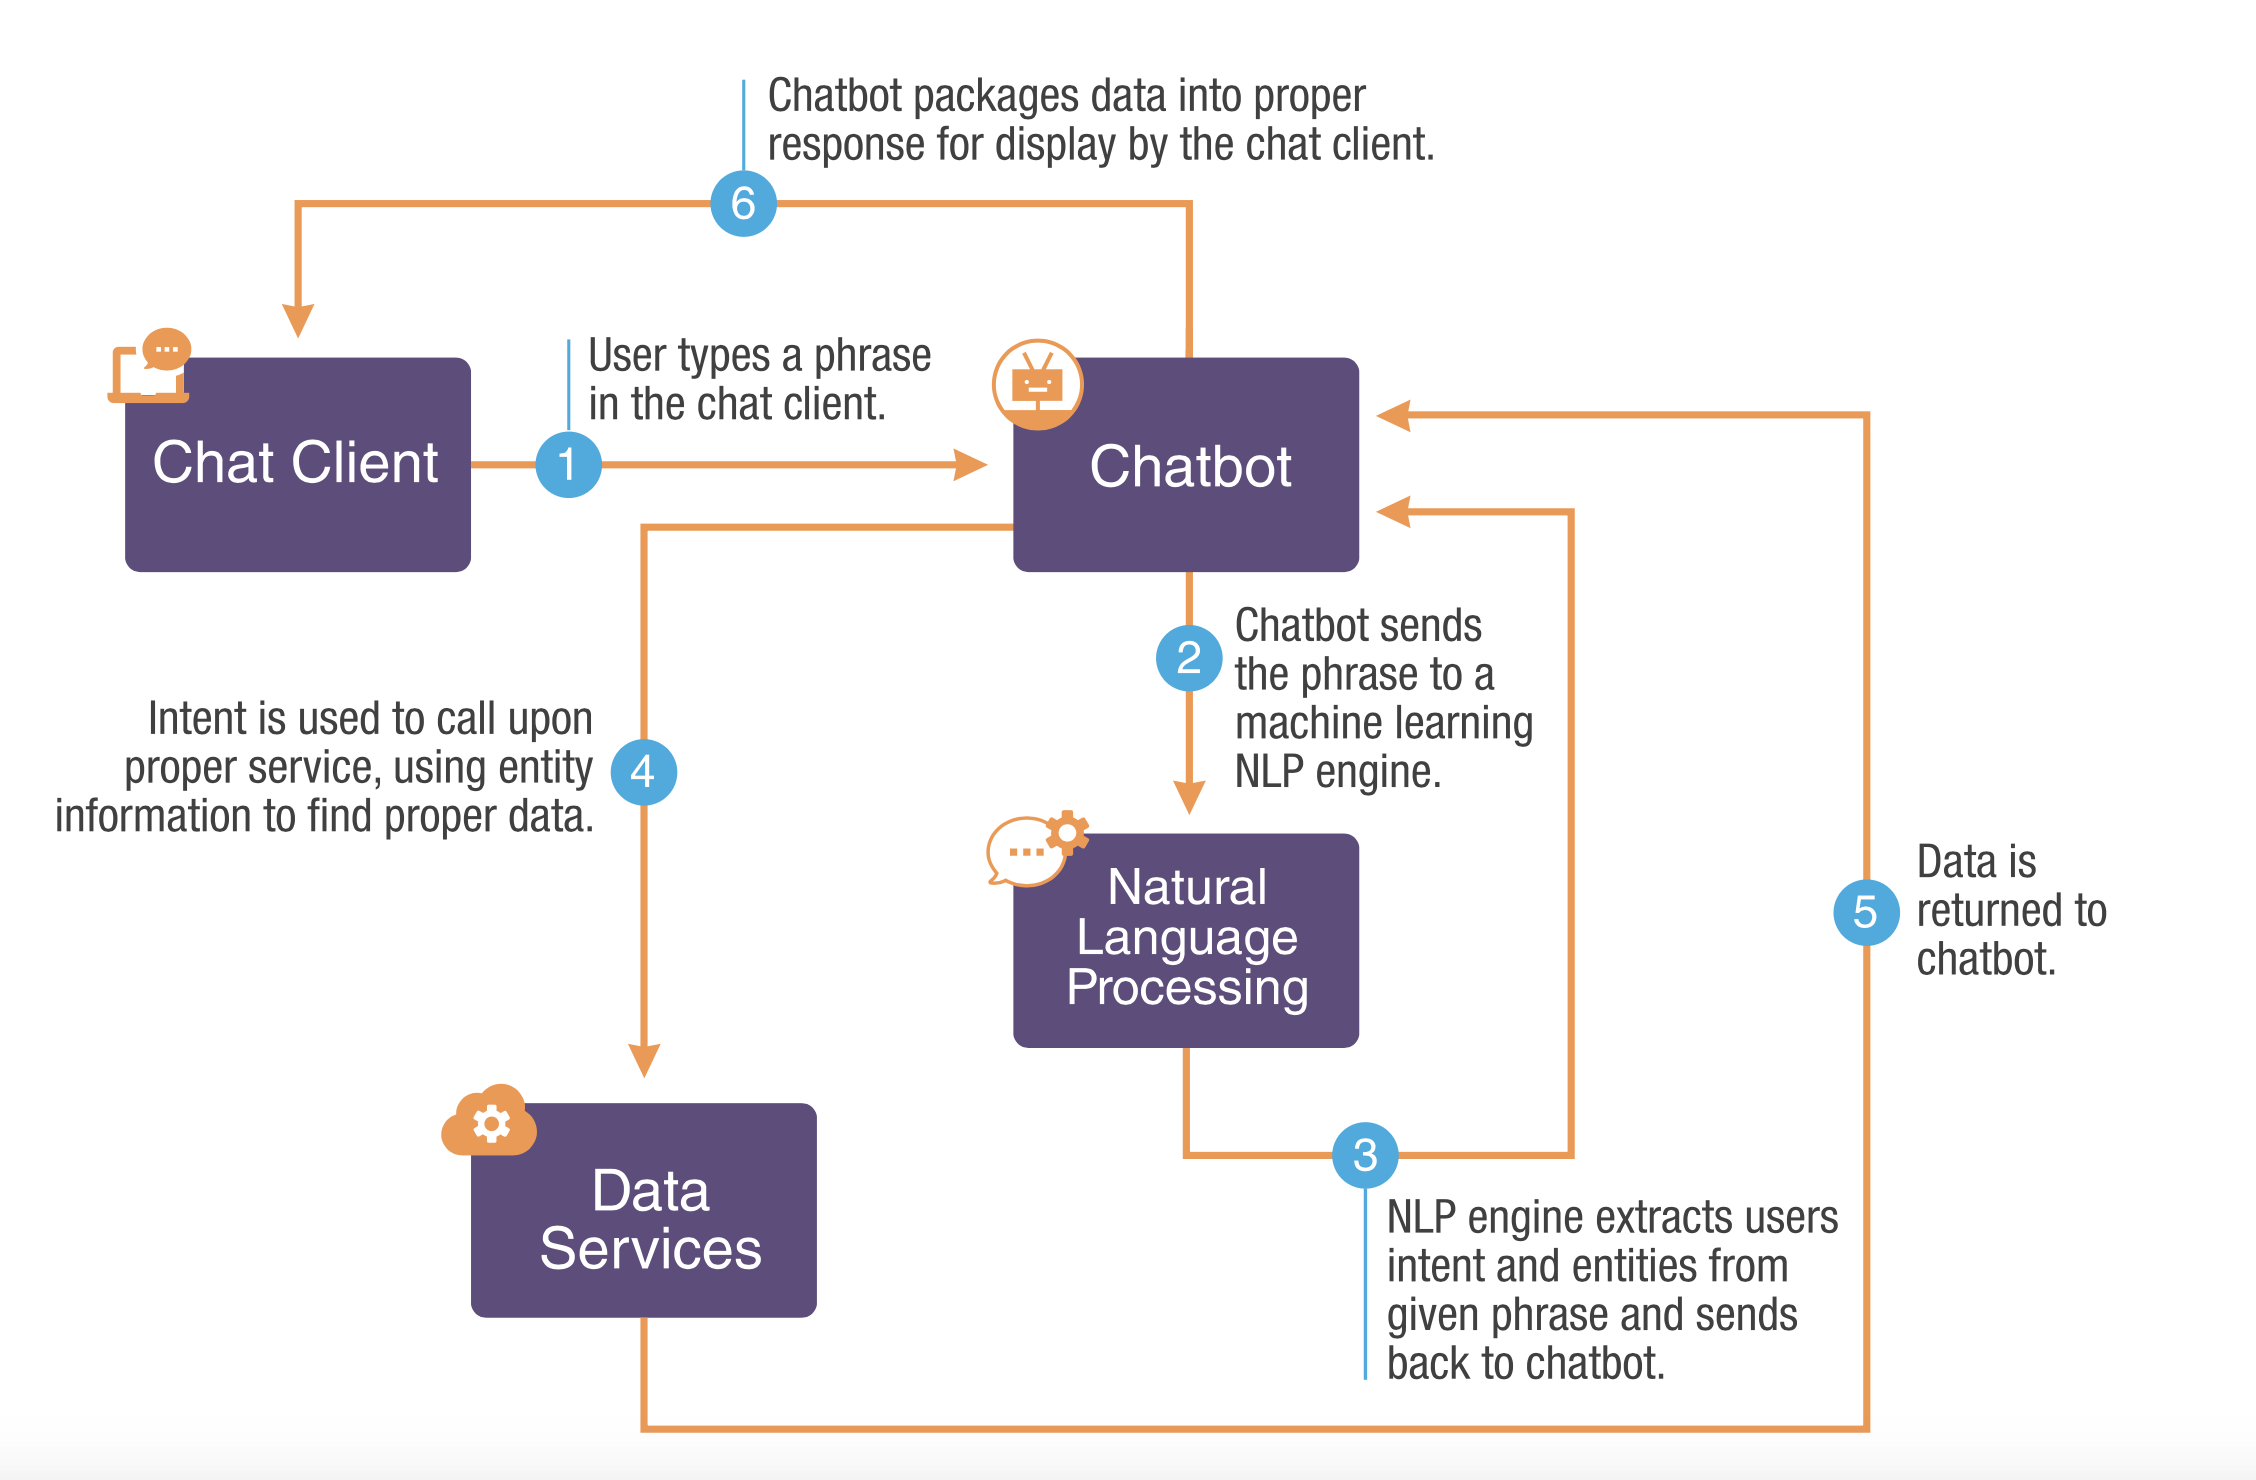 Chatbot packages data into proper
response for display by the chat client.
6
User types a phrase
in the chat client.
Chat Client
1
Chatbot
Chatbot sends
the phrase to a
machine learning
NLP engine.
2
Intent is used to call upon
proper service, using entity
information to find proper data.
4
Natural
Language
Processing
Data is
returned to
chatbot.
5
3
Data
Services
NLP engine extracts users
intent and entities from
given phrase and sends
back to chatbot.